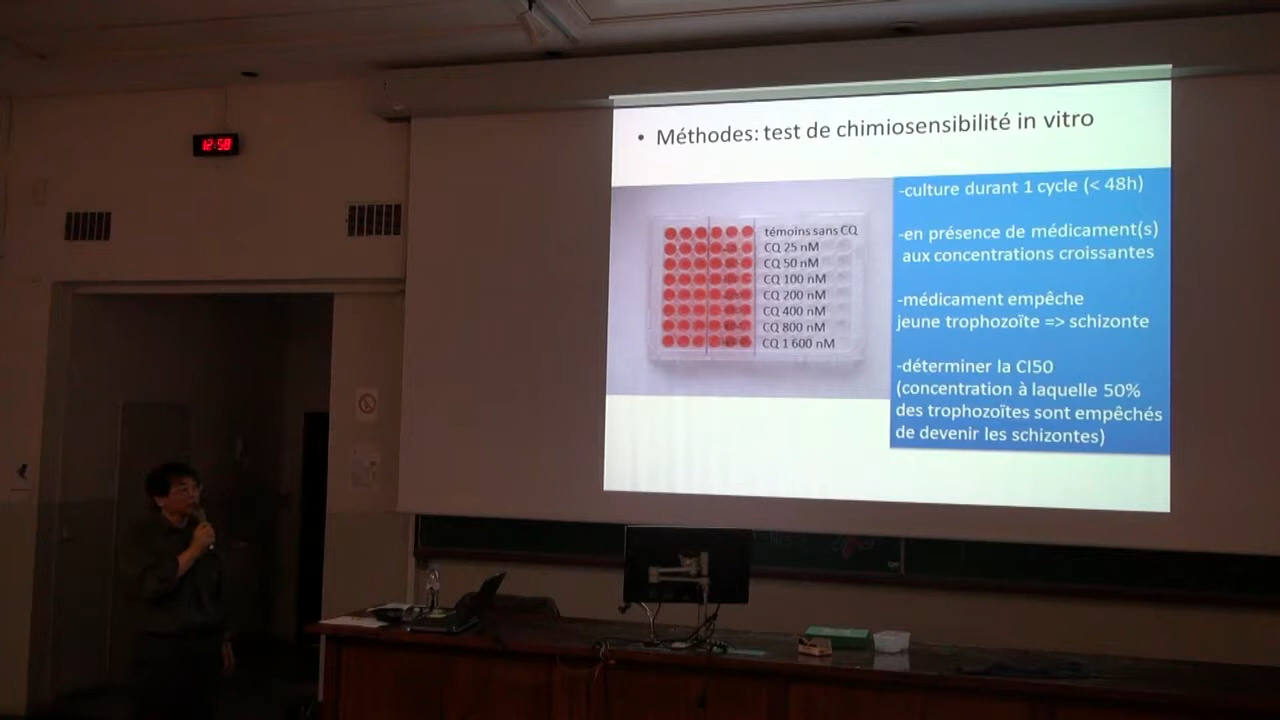 12:58
• Méthodes: test de chimiosensibilité in vitro
témoins sans CQ
CQ 25 nM
CQ 50 nM
CQ 100 nM
CQ 200 nM
CQ 400 nM
CQ 800 nM
CQ 1 600 nM
-culture durant 1 cycle (< 48h)
-en présence de médicament(s)
aux concentrations croissantes
-médicament empêche
jeune trophozoïte => schizonte
-déterminer la CI50
(concentration à laquelle 50%
des trophozoïtes sont empêchés
de devenir les schizontes)